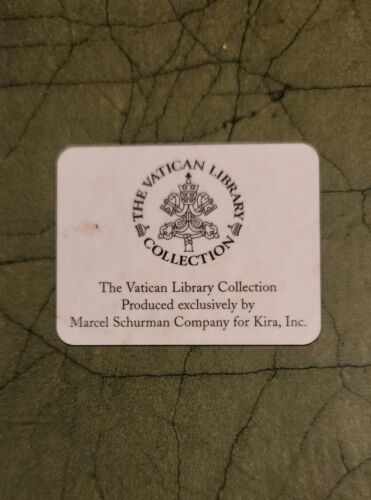 THE VATICAN LIBRARY
COLLECTION
The Vatican Library Collection
Produced exclusively by
Marcel Schurman Company for Kira, Inc.